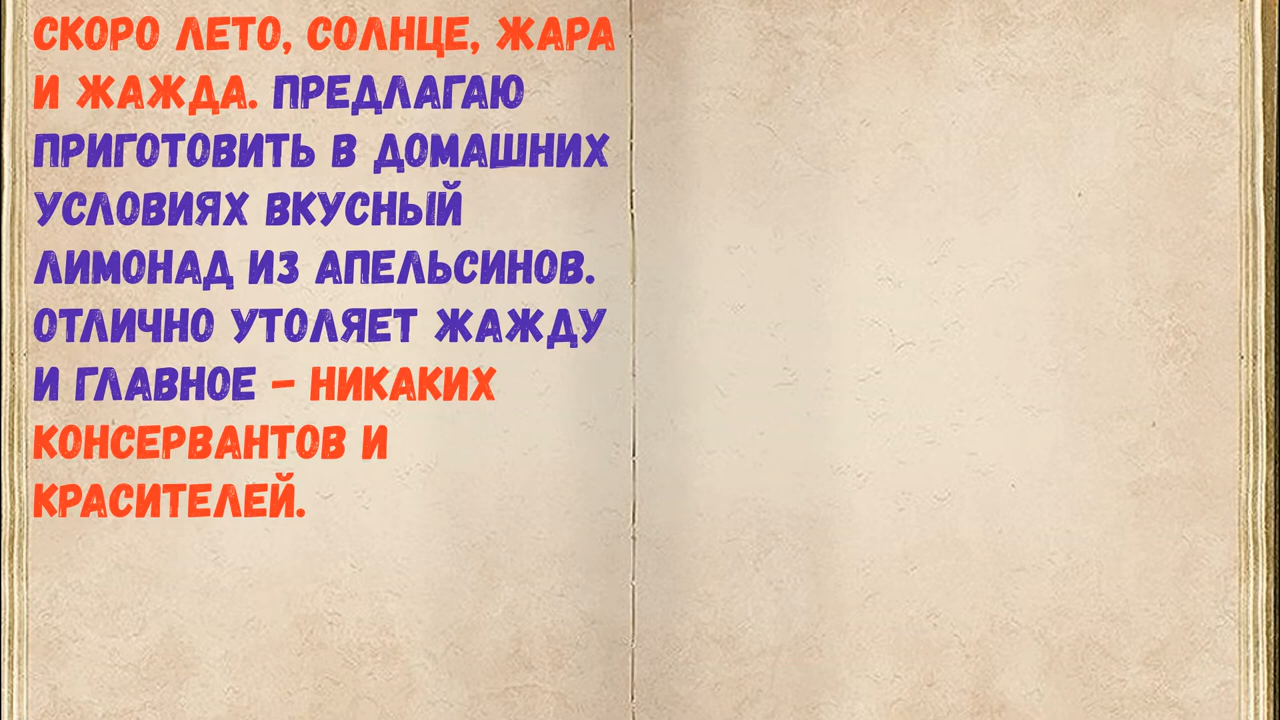 СКОРО ЛЕТО, СОЛНЦЕ, ЖАРА
И ЖАЖДА. ПРЕДЛАГАЮ
ПРИГОТОВИТЬ В ДОМАШНИХ
УСЛОВИЯХ ВКУСНЫЙ
ЛИМОНАД ИЗ АПЕЛЬСИНОВ.
ОТЛИЧНО УТОЛЯЕТ ЖАЖДУ
И ГЛАВНОЕ – НИКАКИХ
КОНСЕРВАНТОВ И
КРАСИТЕЛЕЙ.